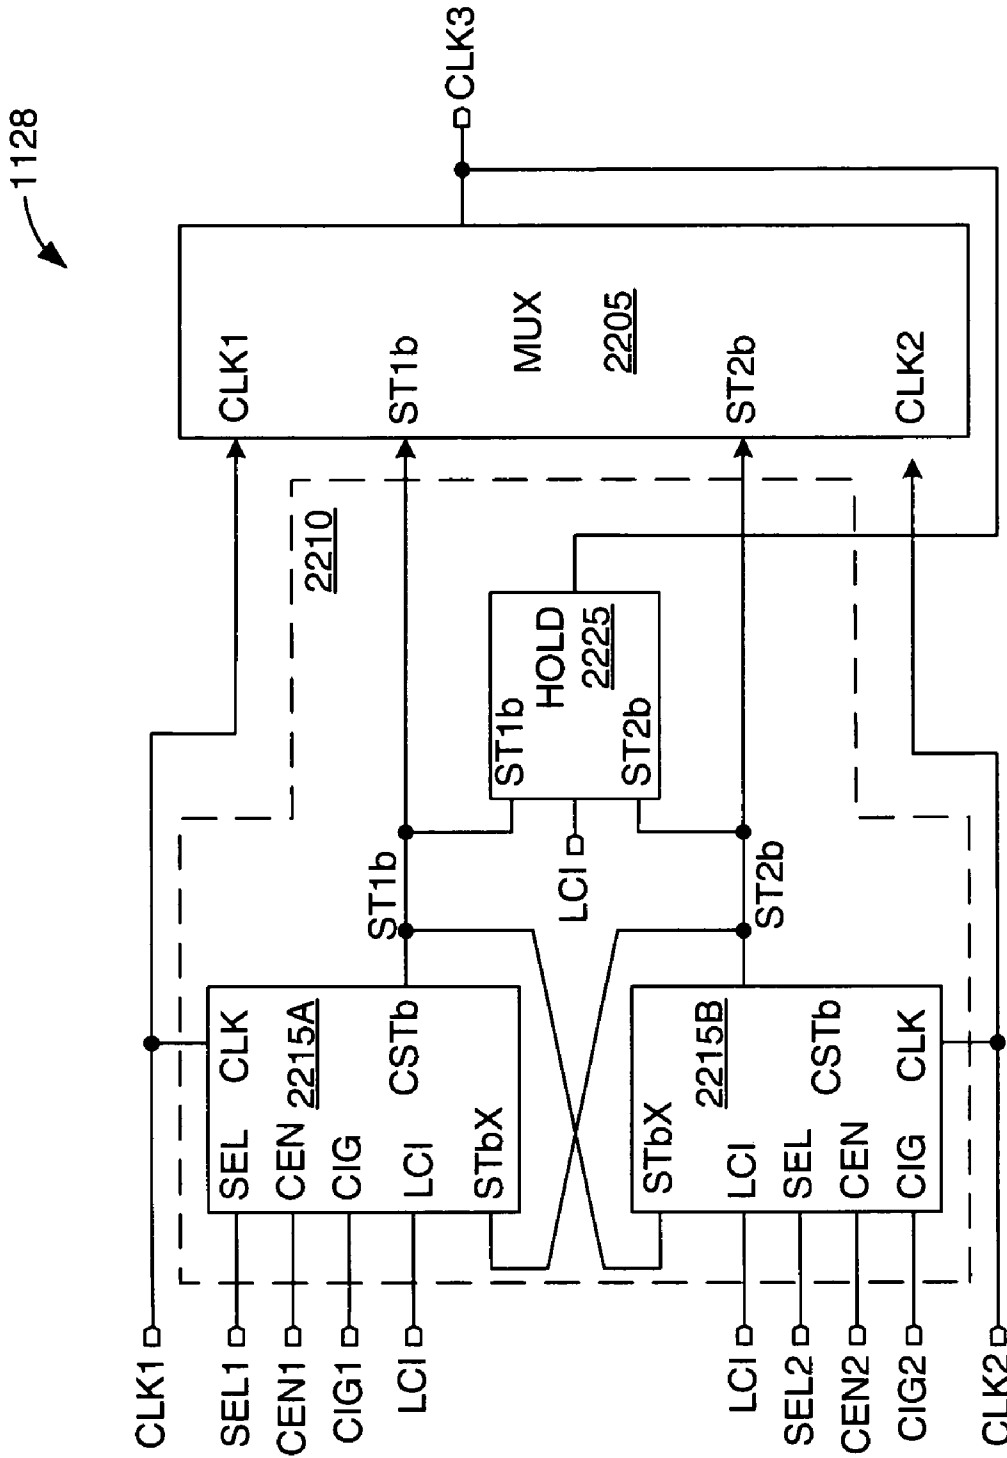 1128
CLK1
SEL1
CEN1
CIG1
LCI
SEL
CLK
CEN
2215A
CIG
CSTb
LCI
STbX
ST1b
2210
CLK1
ST1b
MUX
2205
ST2b
CLK2
CLK3
ST1b
HOLD
2225
ST2b
LCI
ST2b
STbX
2215B
LCI
SEL
CSTb
CEN
CIG
CLK
LCI
SEL2
CEN2
CIG2
CLK2